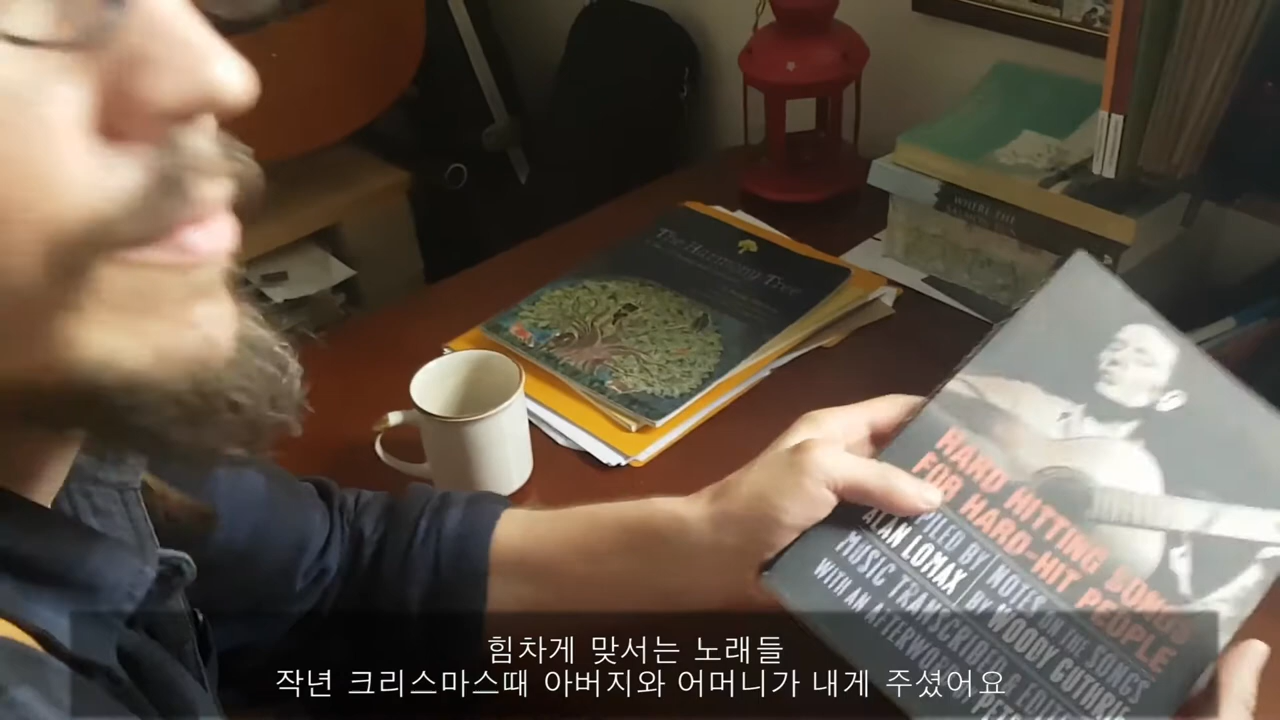 The Harmony Tree
WHERE THE
HARD HITTING SONGS
FOR HARD-HIT PEOPLE
COMPILED BY NOTES ON THE SONGS
ALAN LOMAX BY WOODY GUTHRIE
MUSIC TRANSCRIBED & EDITED
WITH AN AFTERWORD
힘차게 맞서는 노래들
작년 크리스마스때 아버지와 어머니가 내게 주셨어요